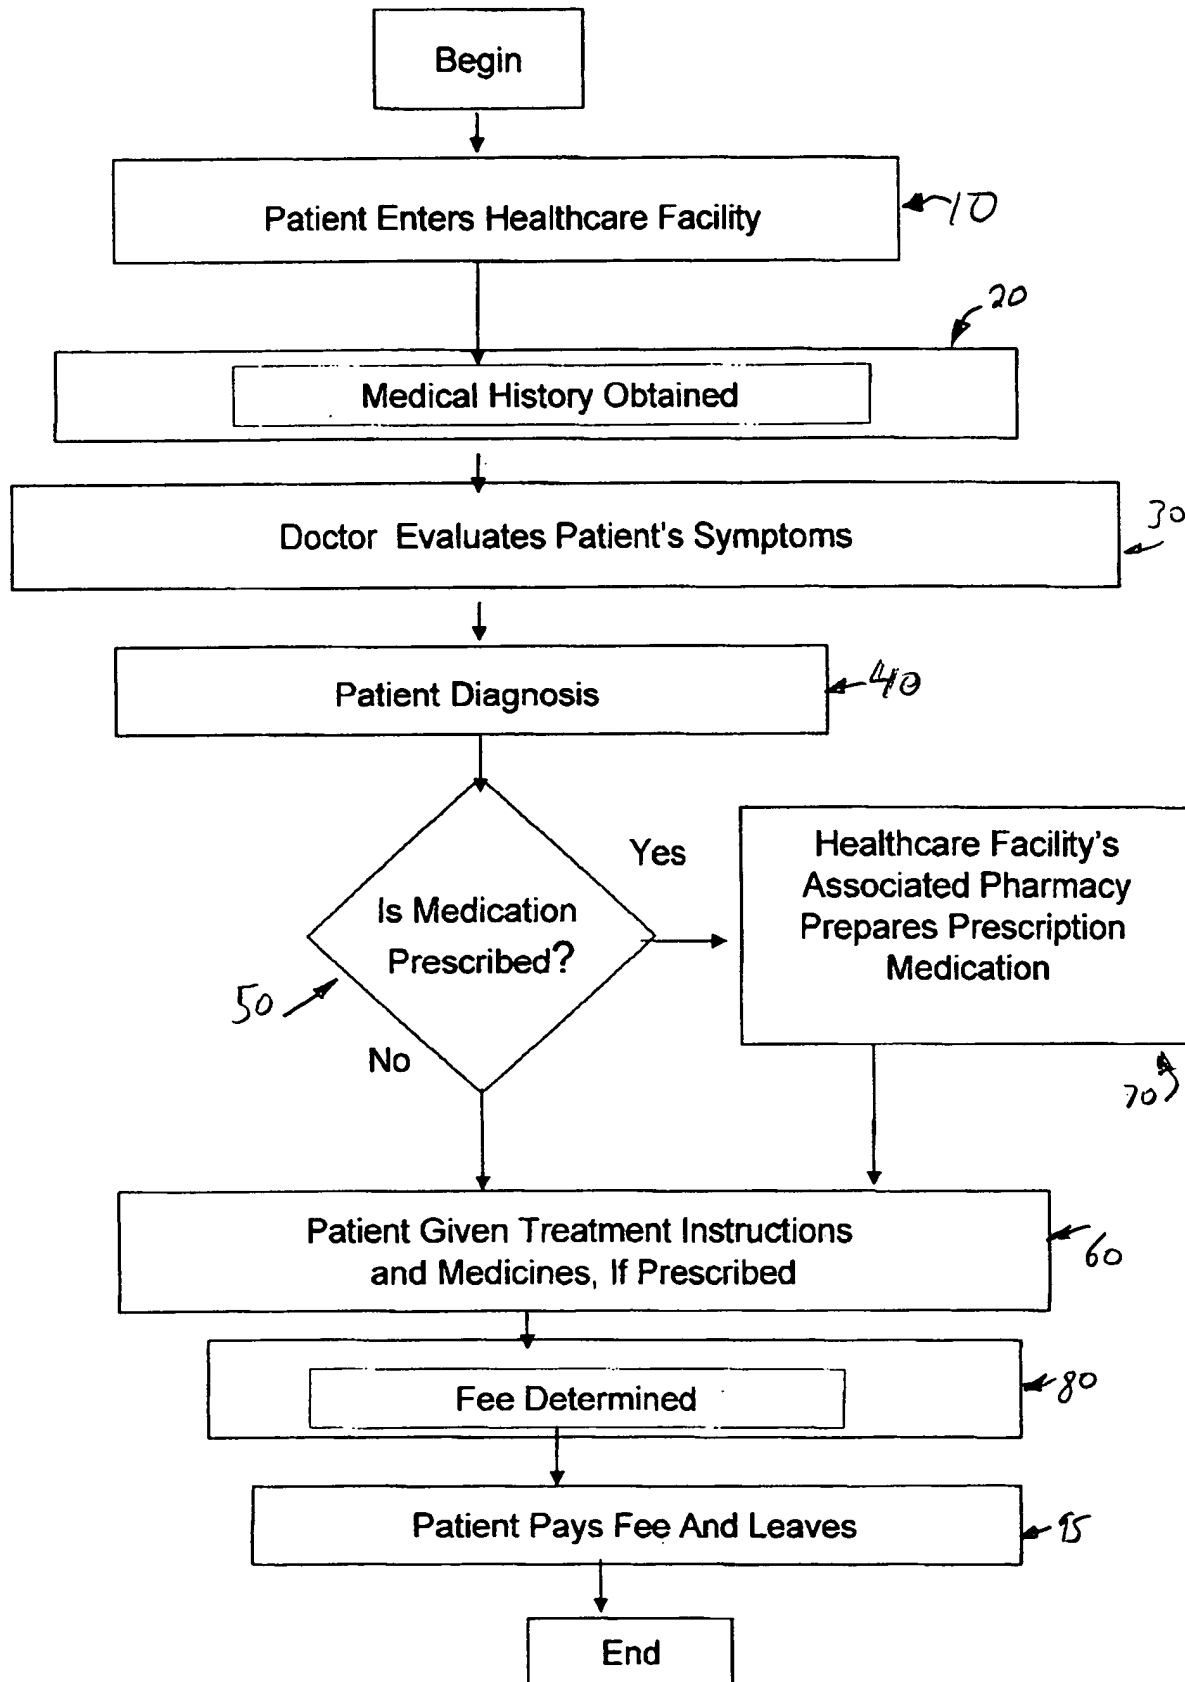 Begin
Patient Enters Healthcare Facility
10
20
Medical History Obtained
Doctor Evaluates Patient's Symptoms
30
Patient Diagnosis
40
Is Medication
Prescribed?
50
Yes
No
Healthcare Facility's
Associated Pharmacy
Prepares Prescription
Medication
70
Patient Given Treatment Instructions
and Medicines, If Prescribed
60
Fee Determined
80
Patient Pays Fee And Leaves
95
End